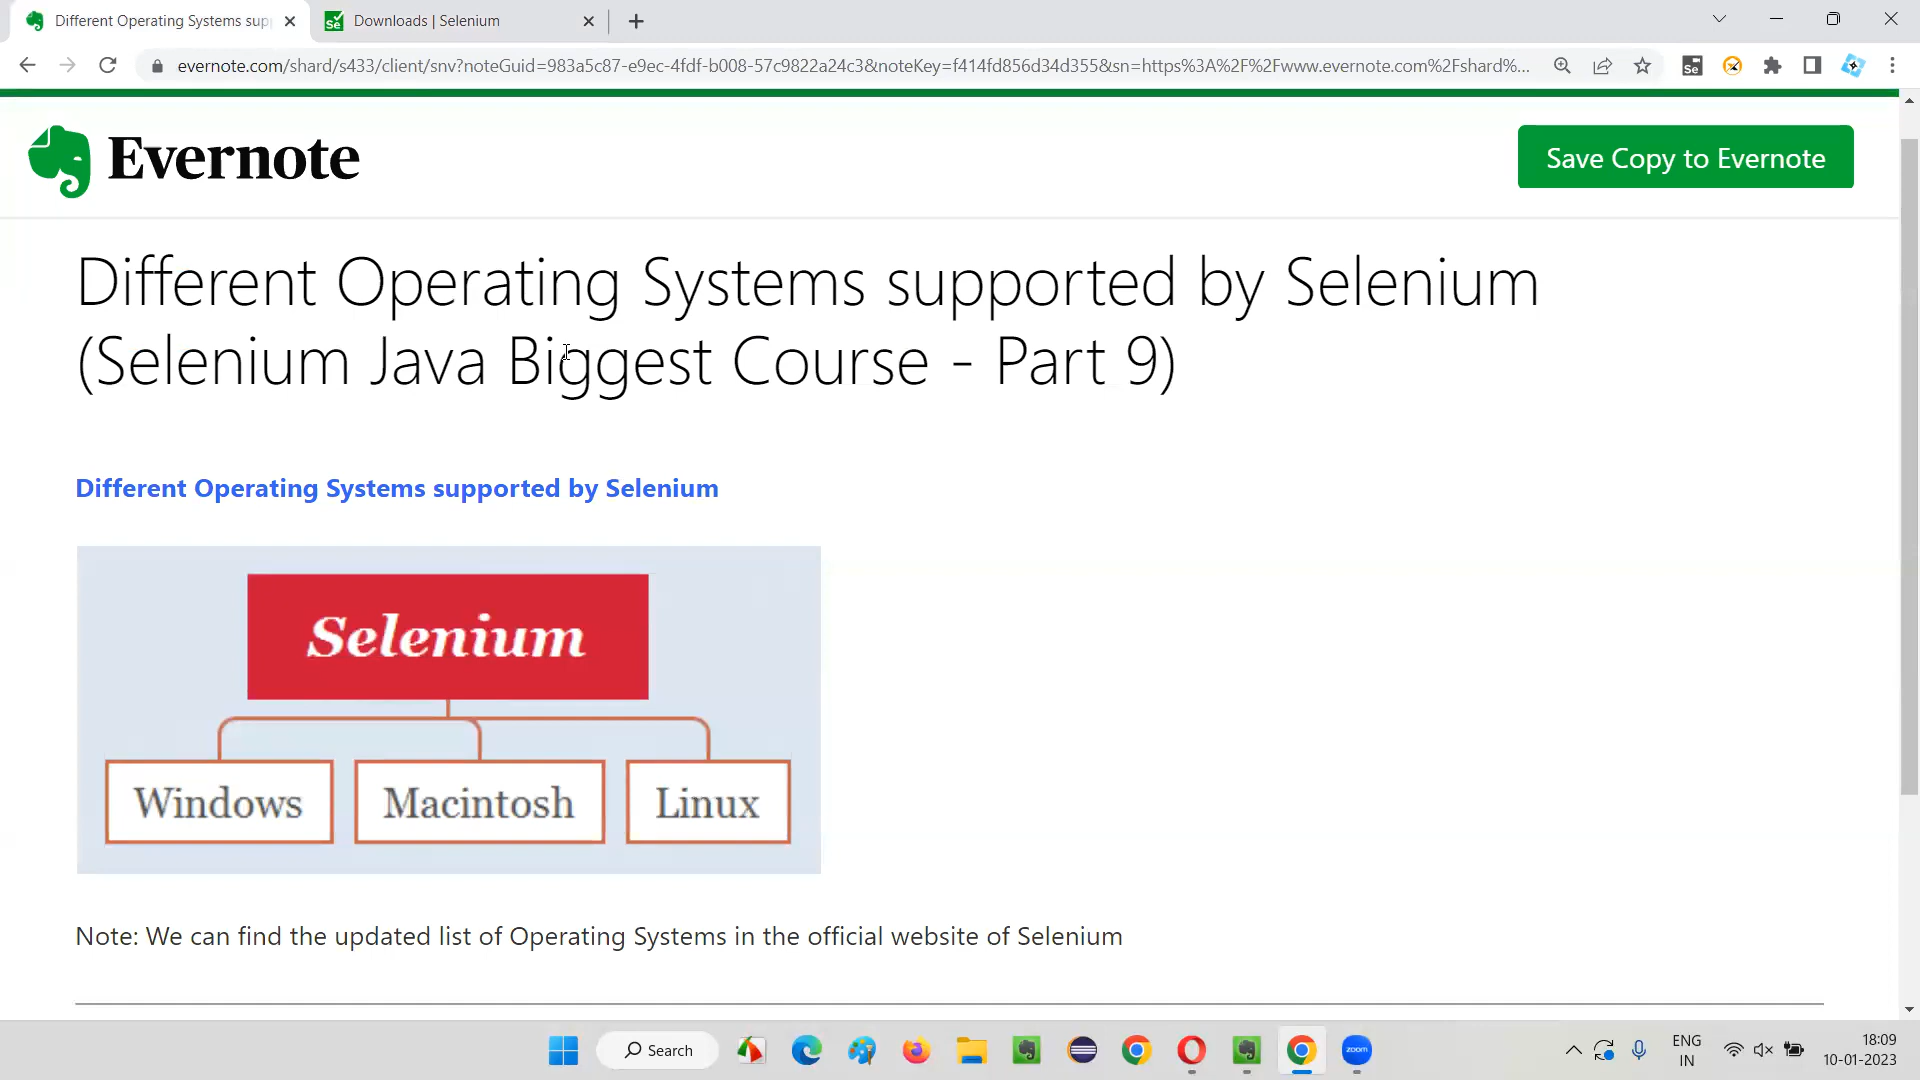 Different Operating Systems sup
Downloads | Selenium
evernote.com/shard/s433/client/snv?noteGuid=983a5c87-e9ec-4fdf-b008-57c9822a24c3&noteKey=f414fd856d34d355&sn=https%3A%2F%2Fwww.evernote.com%2Fshard%...
Evernote
Save Copy to Evernote
Different Operating Systems supported by Selenium
(Selenium Java Biggest Course - Part 9)
Different Operating Systems supported by Selenium
Selenium
Windows Macintosh Linux
Note: We can find the updated list of Operating Systems in the official website of Selenium
Search
zoom
ENG
IN
18:09
10-01-2023